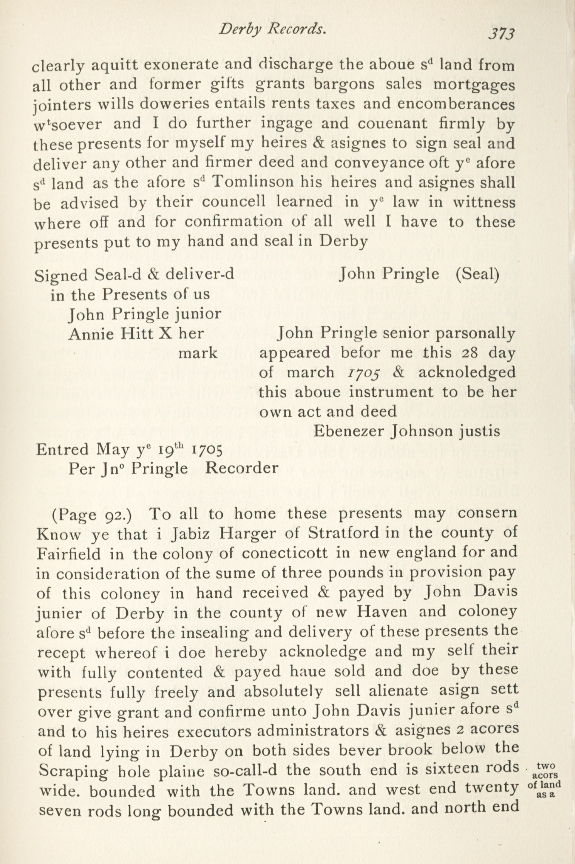 Derby Records. 373
clearly aquitt exonerate and discharge the aboue sᵈ land from
all other and former gifts grants bargons sales mortgages
jointers wills doweries entails rents taxes and encomberances
wᵗsoever and I do further ingage and couenant firmly by
these presents for myself my heires & asignes to sign seal and
deliver any other and firmer deed and conveyance oft yᵉ afore
sᵈ land as the afore sᵈ Tomlinson his heires and asignes shall
be advised by their councell learned in yᵉ law in wittness
where off and for confirmation of all well I have to these
presents put to my hand and seal in Derby
Signed Seal-d & deliver-d
in the Presents of us
John Pringle junior
Annie Hitt X her
mark
John Pringle (Seal)
John Pringle senior parsonally
appeared befor me this 28 day
of march 1705 & acknoledged
this aboue instrument to be her
own act and deed
Ebenezer Johnson justis
Entred May yᵉ 19ᵗʰ 1705
Per Jnᵒ Pringle Recorder
(Page 92.) To all to home these presents may consern
Know ye that i Jabiz Harger of Stratford in the county of
Fairfield in the colony of conecticott in new england for and
in consideration of the sume of three pounds in provision pay
of this coloney in hand received & payed by John Davis
junier of Derby in the county of new Haven and coloney
afore sᵈ before the insealing and delivery of these presents the
recept whereof i doe hereby acknoledge and my self their
with fully contented & payed haue sold and doe by these
presents fully freely and absolutely sell alienate asign sett
over give grant and confirme unto John Davis junier afore sᵈ
and to his heires executors administrators & asignes 2 acores
of land lying in Derby on both sides bever brook below the
Scraping hole plaine so-call-d the south end is sixteen rods
wide. bounded with the Towns land. and west end twenty
seven rods long bounded with the Towns land. and north end
two
acors
of land
as a